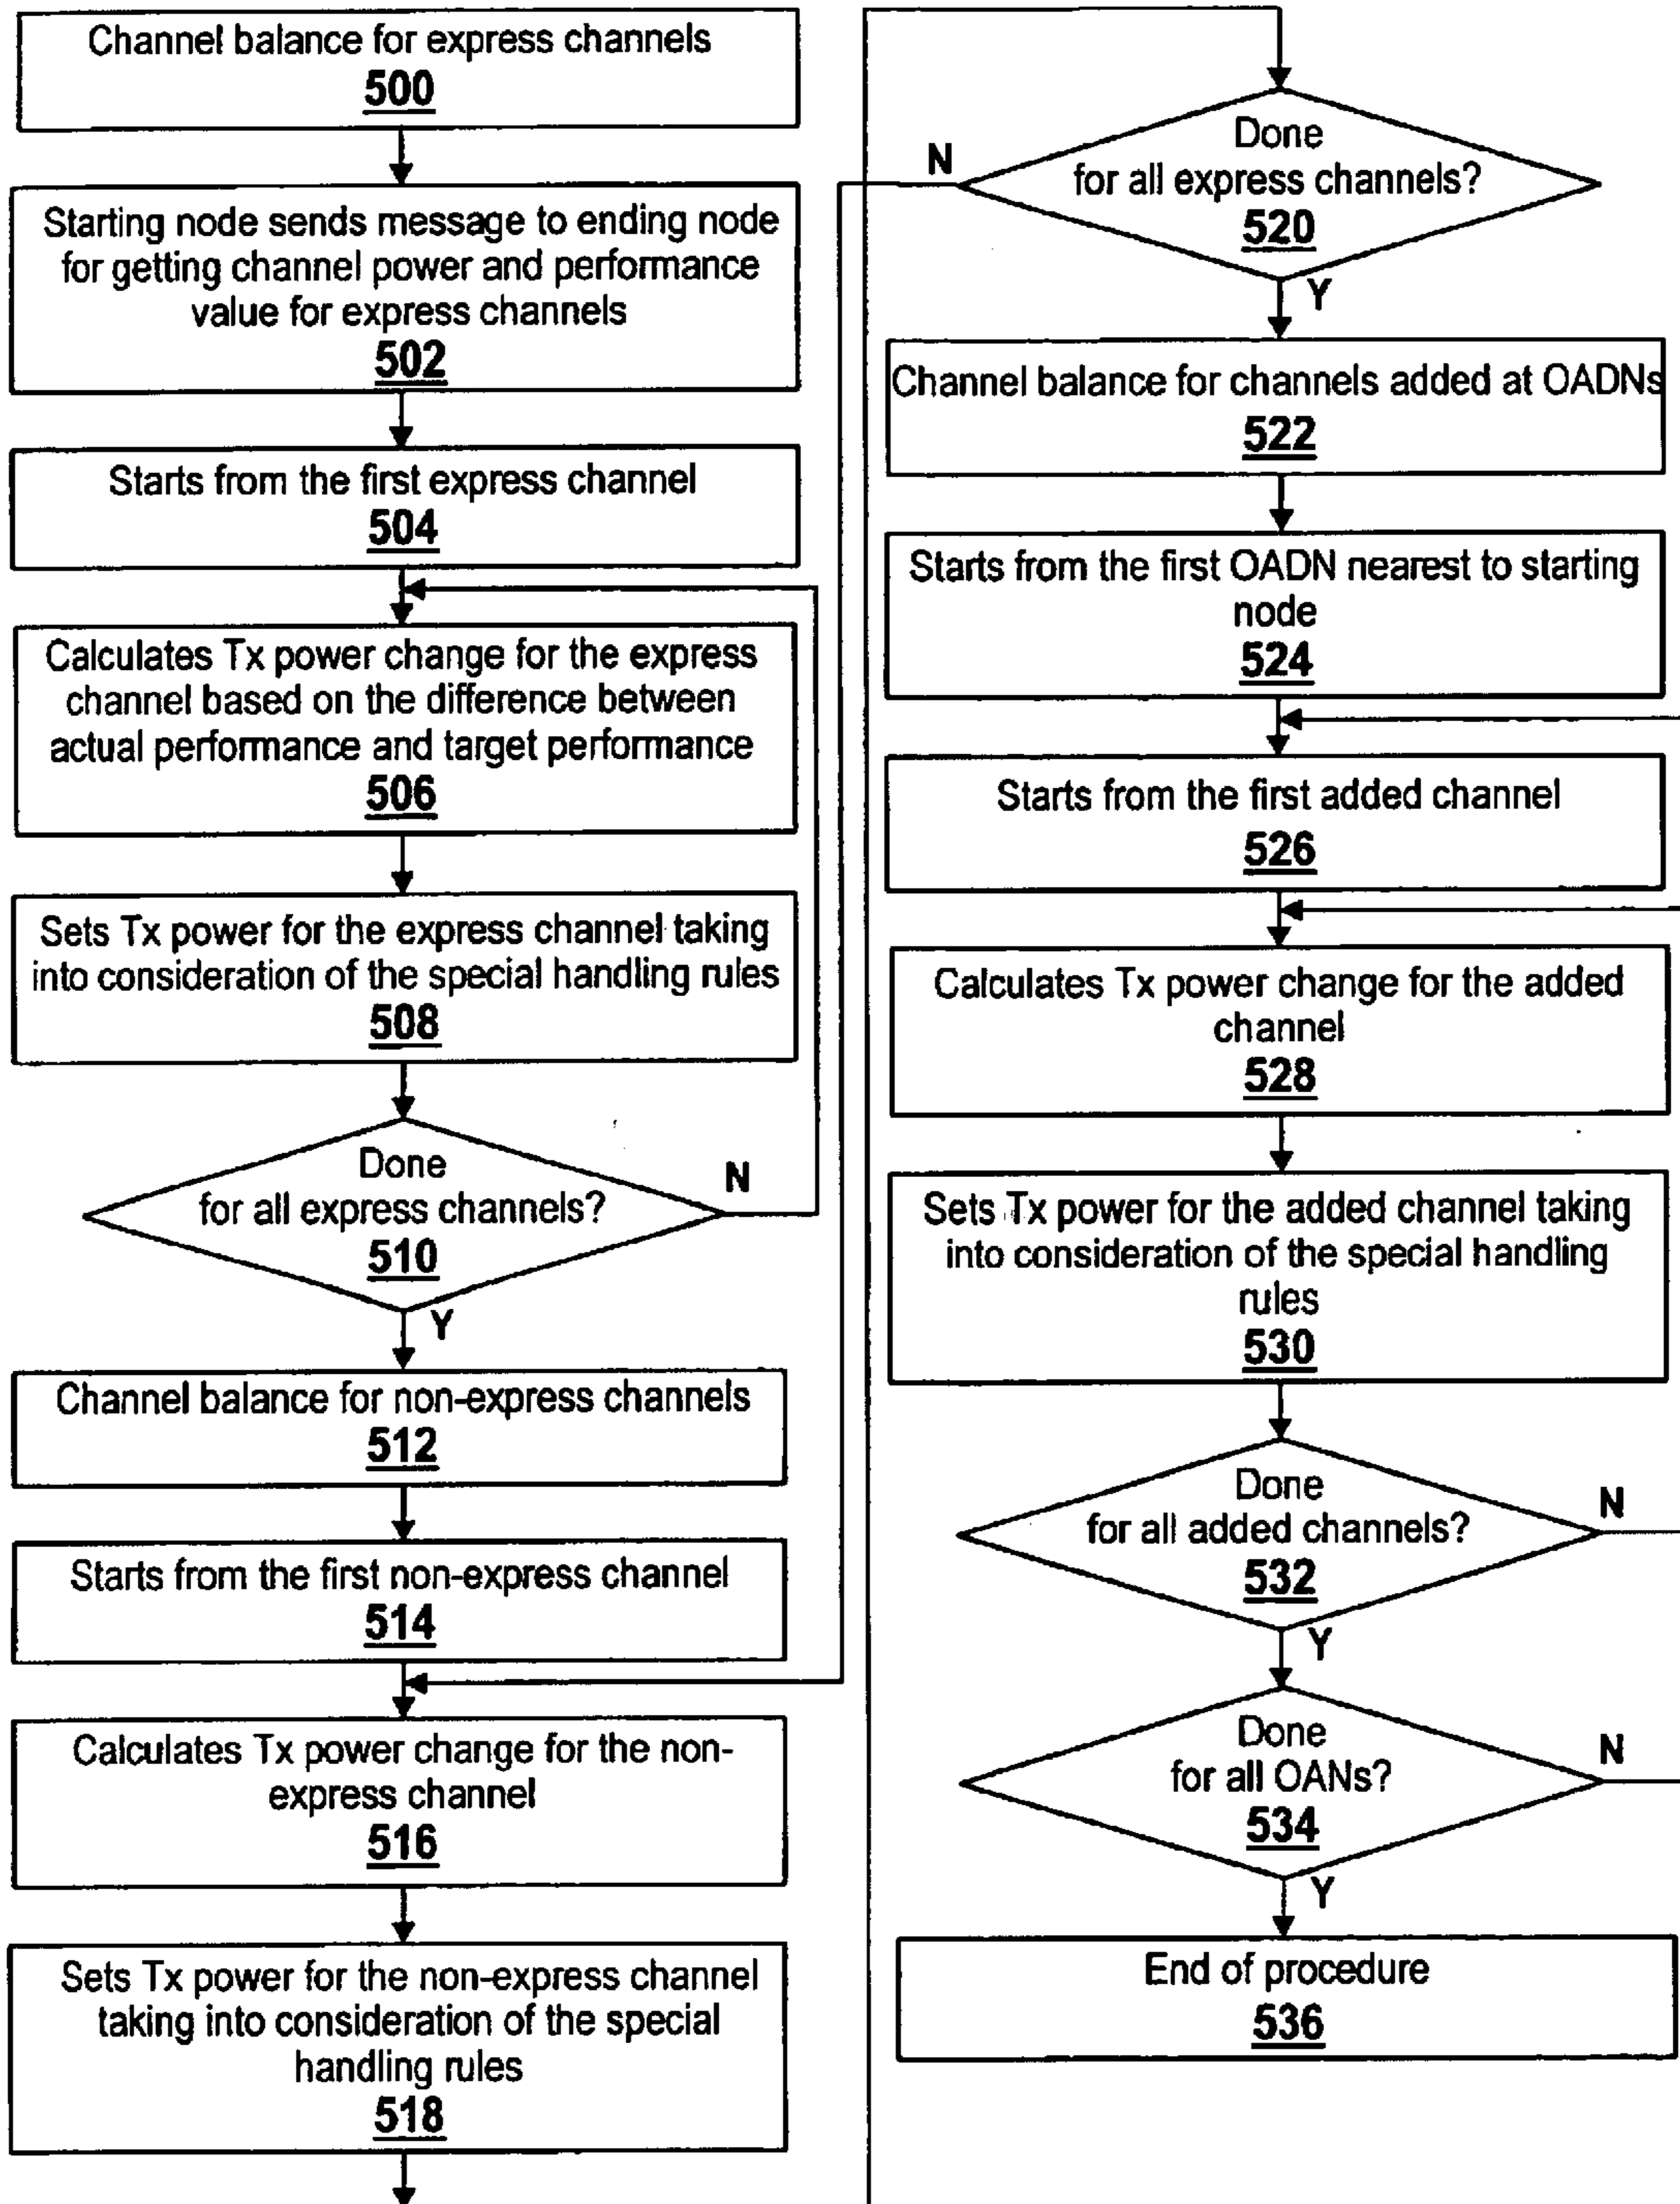 Channel balance for express channels
500
Starting node sends message to ending node
for getting channel power and performance
value for express channels
502
Starts from the first express channel
504
Calculates Tx power change for the express
channel based on the difference between
actual performance and target performance
506
Sets Tx power for the express channel taking
into consideration of the special handling rules
508
Done
for all express channels?
510
N
Y
Channel balance for non-express channels
512
Starts from the first non-express channel
514
Calculates Tx power change for the non-
express channel
516
Sets Tx power for the non-express channel
taking into consideration of the special
handling rules
518
Done
for all express channels?
520
N
Y
Channel balance for channels added at OADNs
522
Starts from the first OADN nearest to starting
node
524
Starts from the first added channel
526
Calculates Tx power change for the added
channel
528
Sets Tx power for the added channel taking
into consideration of the special handling
rules
530
Done
for all added channels?
532
N
Y
Done
for all OANs?
534
N
Y
End of procedure
536